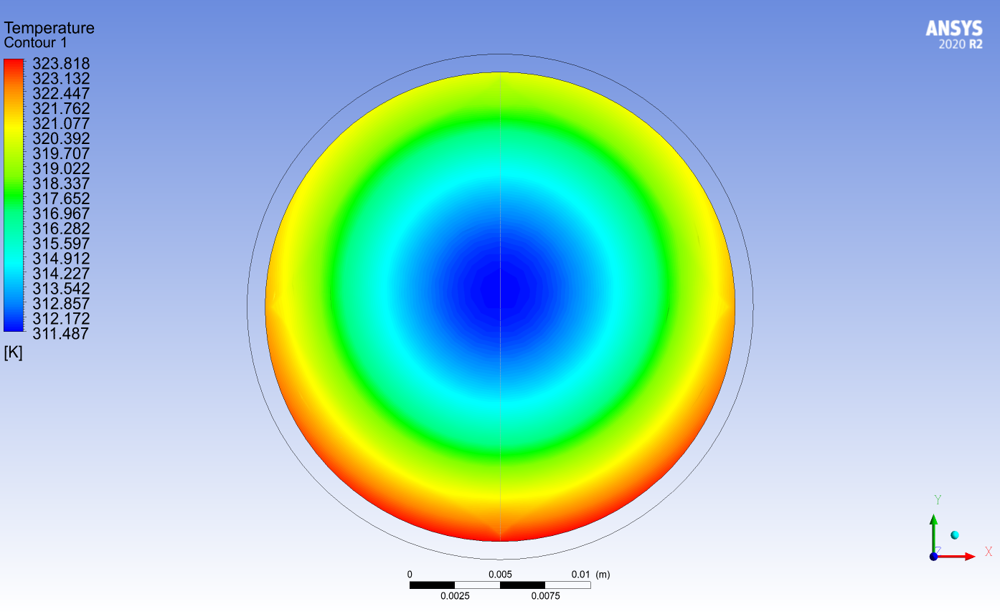 Temperature
Contour 1
323.818
323.132
322.447
321.762
321.077
320.392
319.707
319.022
318.337
317.652
316.967
316.282
315.597
314.912
314.227
313.542
312.857
312.172
311.487
[K]
ANSYS
2020 R2
0 0.005 0.01 (m)
0.0025 0.0075
Y
Z X